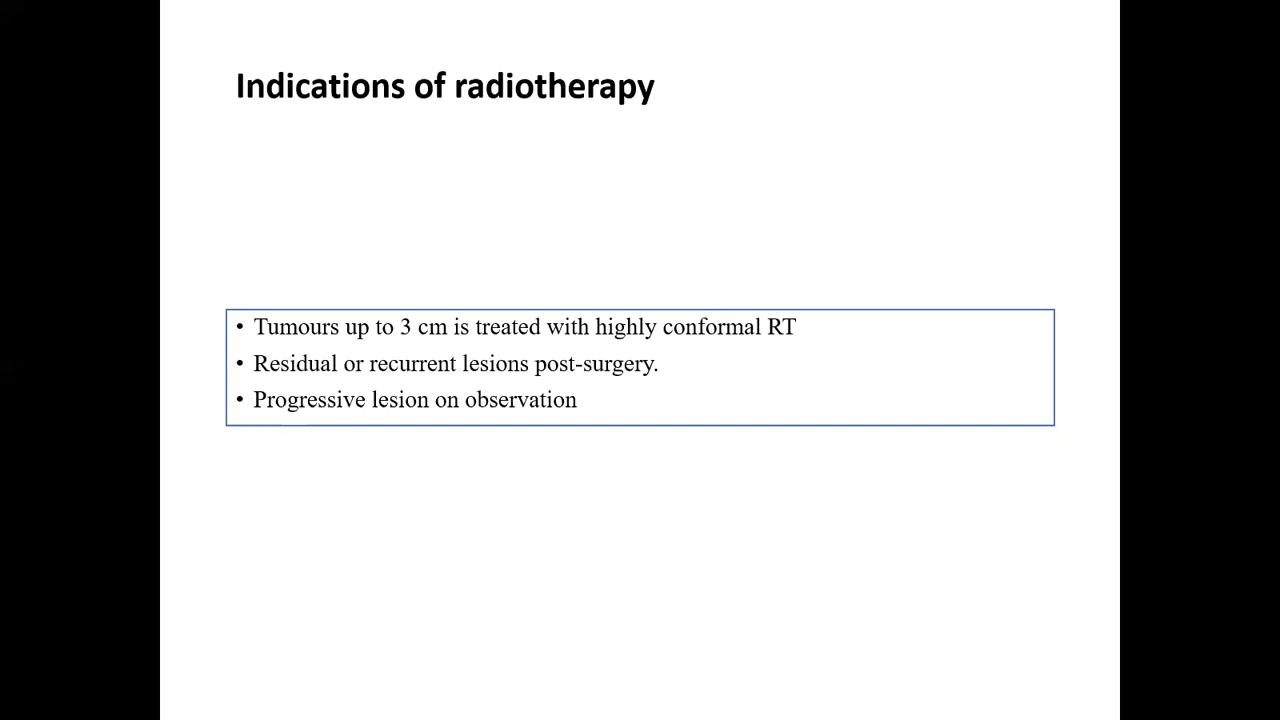 Indications of radiotherapy
• Tumours up to 3 cm is treated with highly conformal RT
• Residual or recurrent lesions post-surgery.
• Progressive lesion on observation